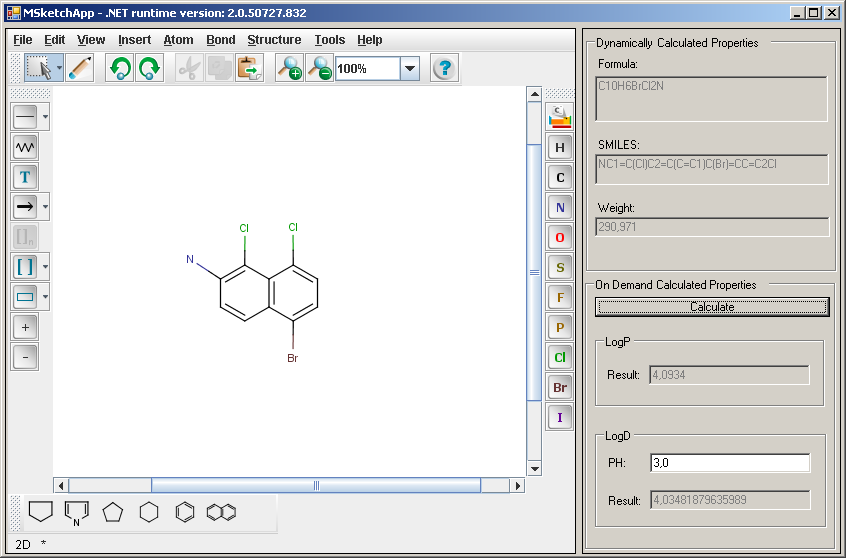 MSketchApp - .NET runtime version: 2.0.50727.832
File Edit View Insert Atom Bond Structure Tools Help
100%
?
T
[ ]n
[ ]
+
-
Cl Cl
N
Br
C
H
C
N
O
S
F
P
Cl
Br
I
N
2D *
Dynamically Calculated Properties
Formula:
C10H6BrCl2N
SMILES:
NC1=C(Cl)C2=C(C=C1)C(Br)=CC=C2Cl
Weight:
290,971
On Demand Calculated Properties
Calculate
LogP
Result: 4,0934
LogD
PH: 3,0
Result: 4,03481879635989